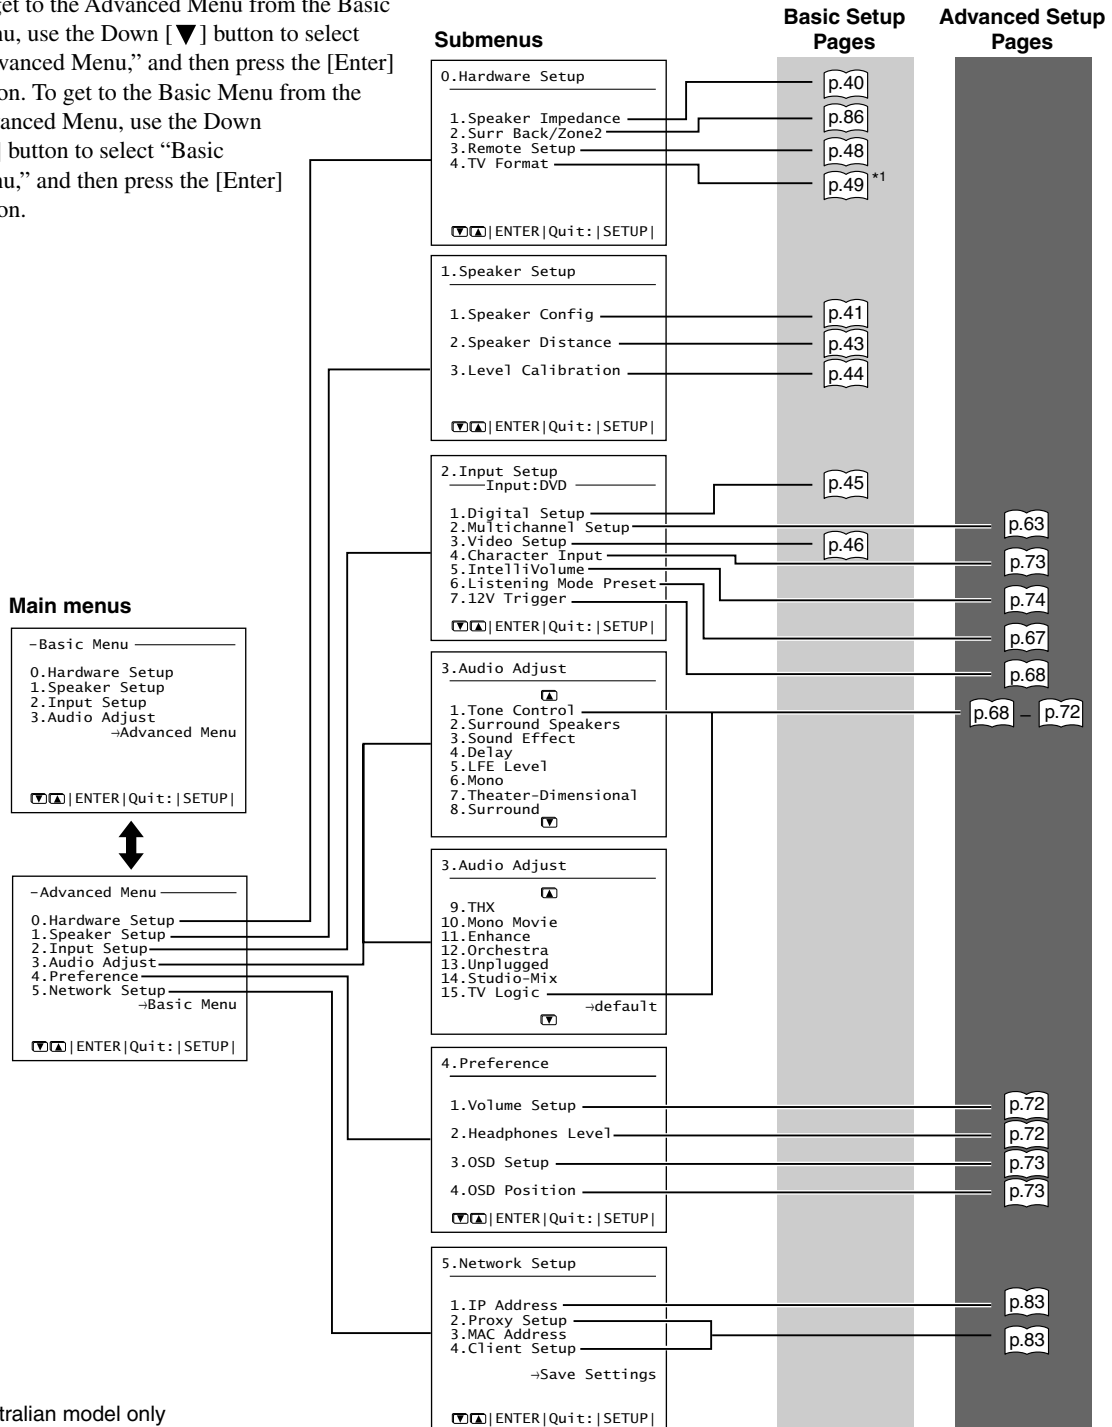 get to the Advanced Menu from the Basic
use the Down [▼] button to select
Menu,” and then press the [Enter]
To get to the Basic Menu from the
Menu, use the Down
] button to select “Basic
and then press the [Enter]
Submenus
Basic Setup
Pages
Advanced Setup
Pages
0.Hardware Setup
1.Speaker Impedance
2.Surr Back/Zone2
3.Remote Setup
4.TV Format
▼▲|ENTER|Quit:|SETUP|
p.40
p.86
p.48
p.49 *1
1.Speaker Setup
1.Speaker Config
2.Speaker Distance
3.Level Calibration
▼▲|ENTER|Quit:|SETUP|
p.41
p.43
p.44
2.Input Setup
Input:DVD
1.Digital Setup
2.Multichannel Setup
3.Video Setup
4.Character Input
5.IntelliVolume
6.Listening Mode Preset
7.12V Trigger
▼▲|ENTER|Quit:|SETUP|
p.45
p.46
p.63
p.73
p.74
p.67
p.68
Main menus
-Basic Menu
0.Hardware Setup
1.Speaker Setup
2.Input Setup
3.Audio Adjust
→Advanced Menu
▼▲|ENTER|Quit:|SETUP|
3.Audio Adjust
▲
1.Tone Control
2.Surround Speakers
3.Sound Effect
4.Delay
5.LFE Level
6.Mono
7.Theater-Dimensional
8.Surround
▼
p.68 – p.72
-Advanced Menu
0.Hardware Setup
1.Speaker Setup
2.Input Setup
3.Audio Adjust
4.Preference
5.Network Setup
→Basic Menu
▼▲|ENTER|Quit:|SETUP|
3.Audio Adjust
▲
9.THX
10.Mono Movie
11.Enhance
12.Orchestra
13.Unplugged
14.Studio-Mix
15.TV Logic
→default
▼
4.Preference
1.Volume Setup
2.Headphones Level
3.OSD Setup
4.OSD Position
▼▲|ENTER|Quit:|SETUP|
p.72
p.72
p.73
p.73
5.Network Setup
1.IP Address
2.Proxy Setup
3.MAC Address
4.Client Setup
→Save Settings
▼▲|ENTER|Quit:|SETUP|
p.83
p.83
model only